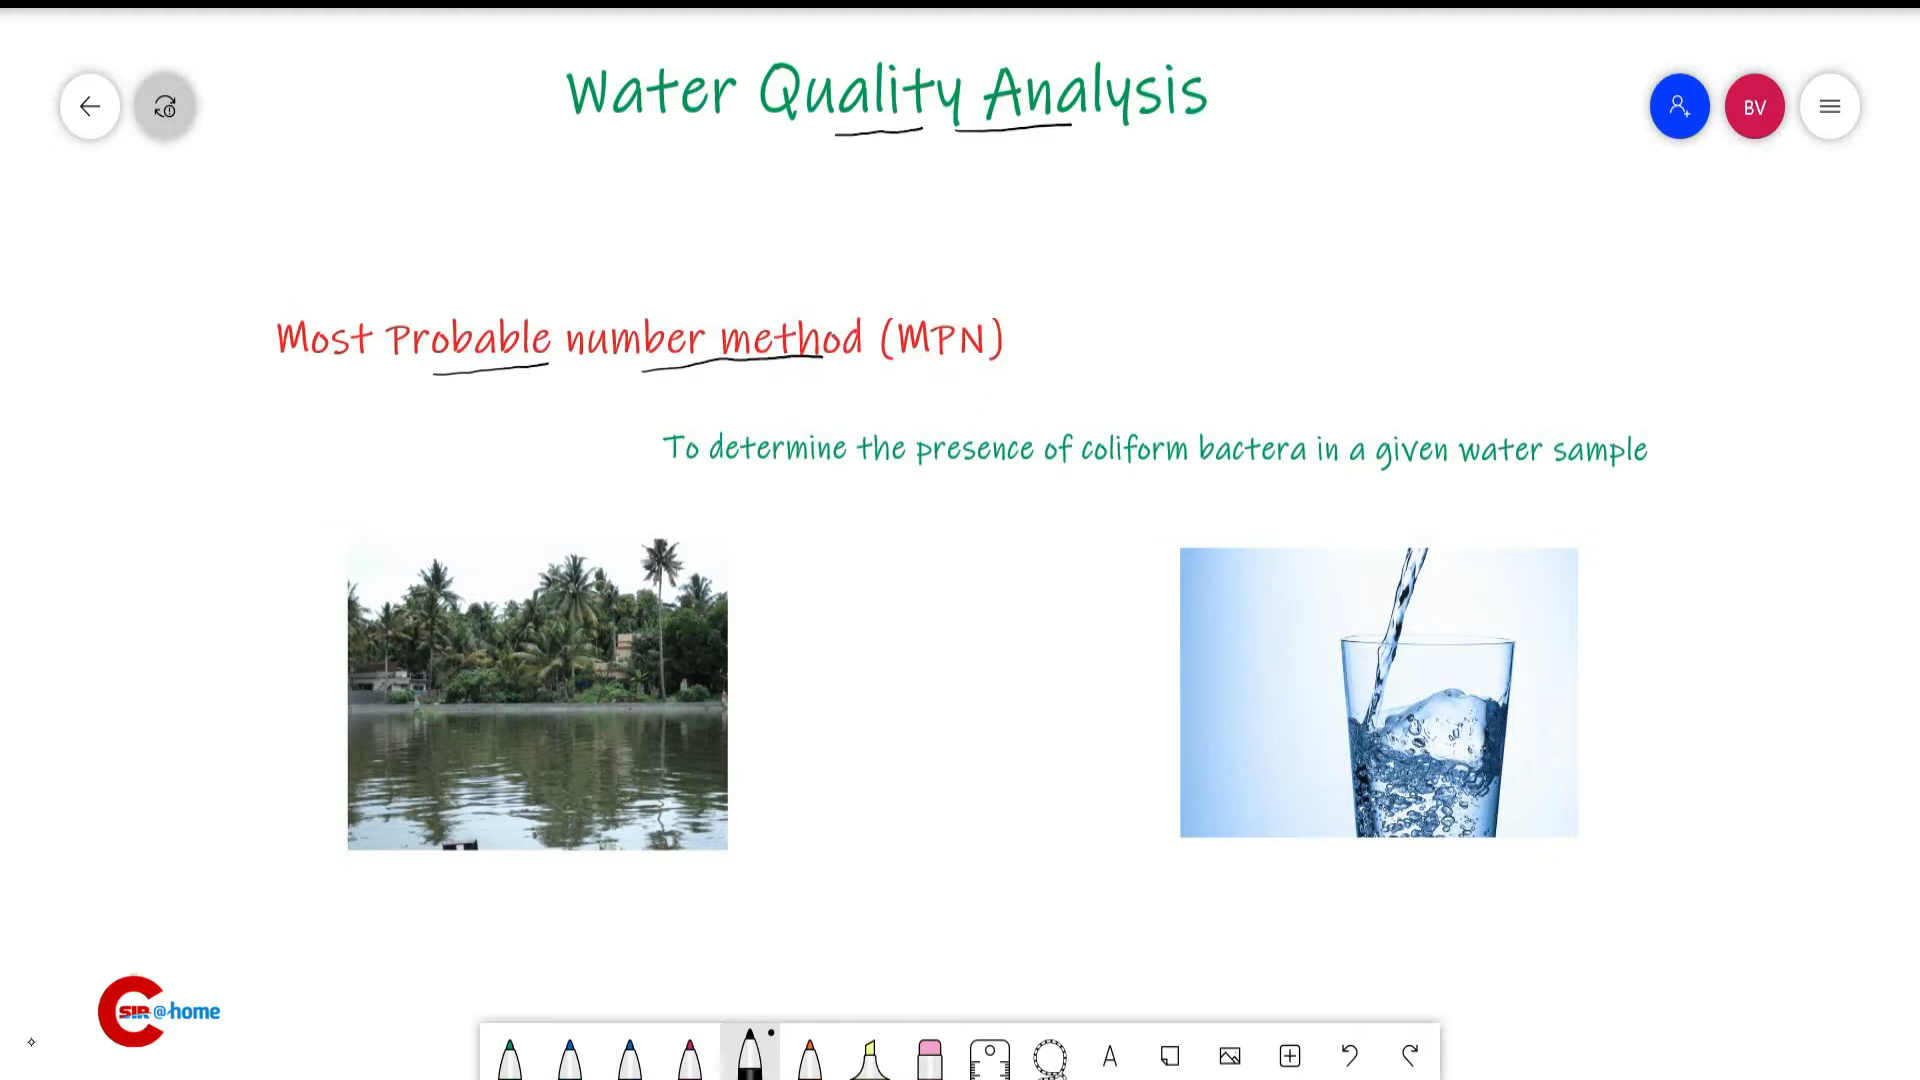 Water Quality Analysis
BV
Most Probable number method (MPN)
To determine the presence of coliform bactera in a given water sample
CSIR@home